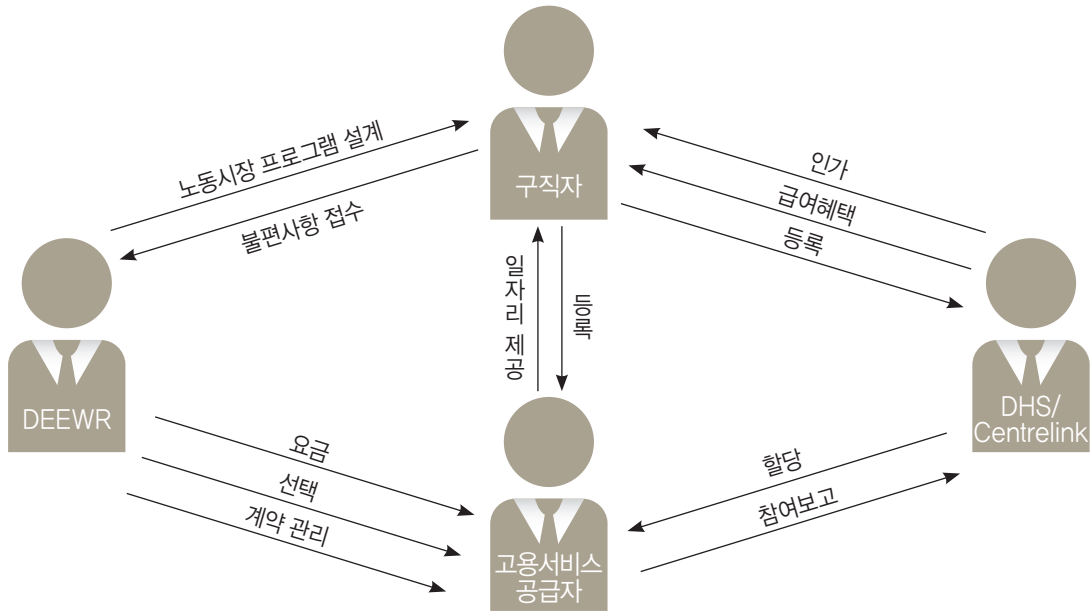 노동시장 프로그램 설계
불편사항 접수
구직자
인가
급여혜택
등록
일자리 제공
등록
DEEWR
DHS/
Centrelink
요금
선택
계약 관리
할당
참여보고
고용서비스
공급자